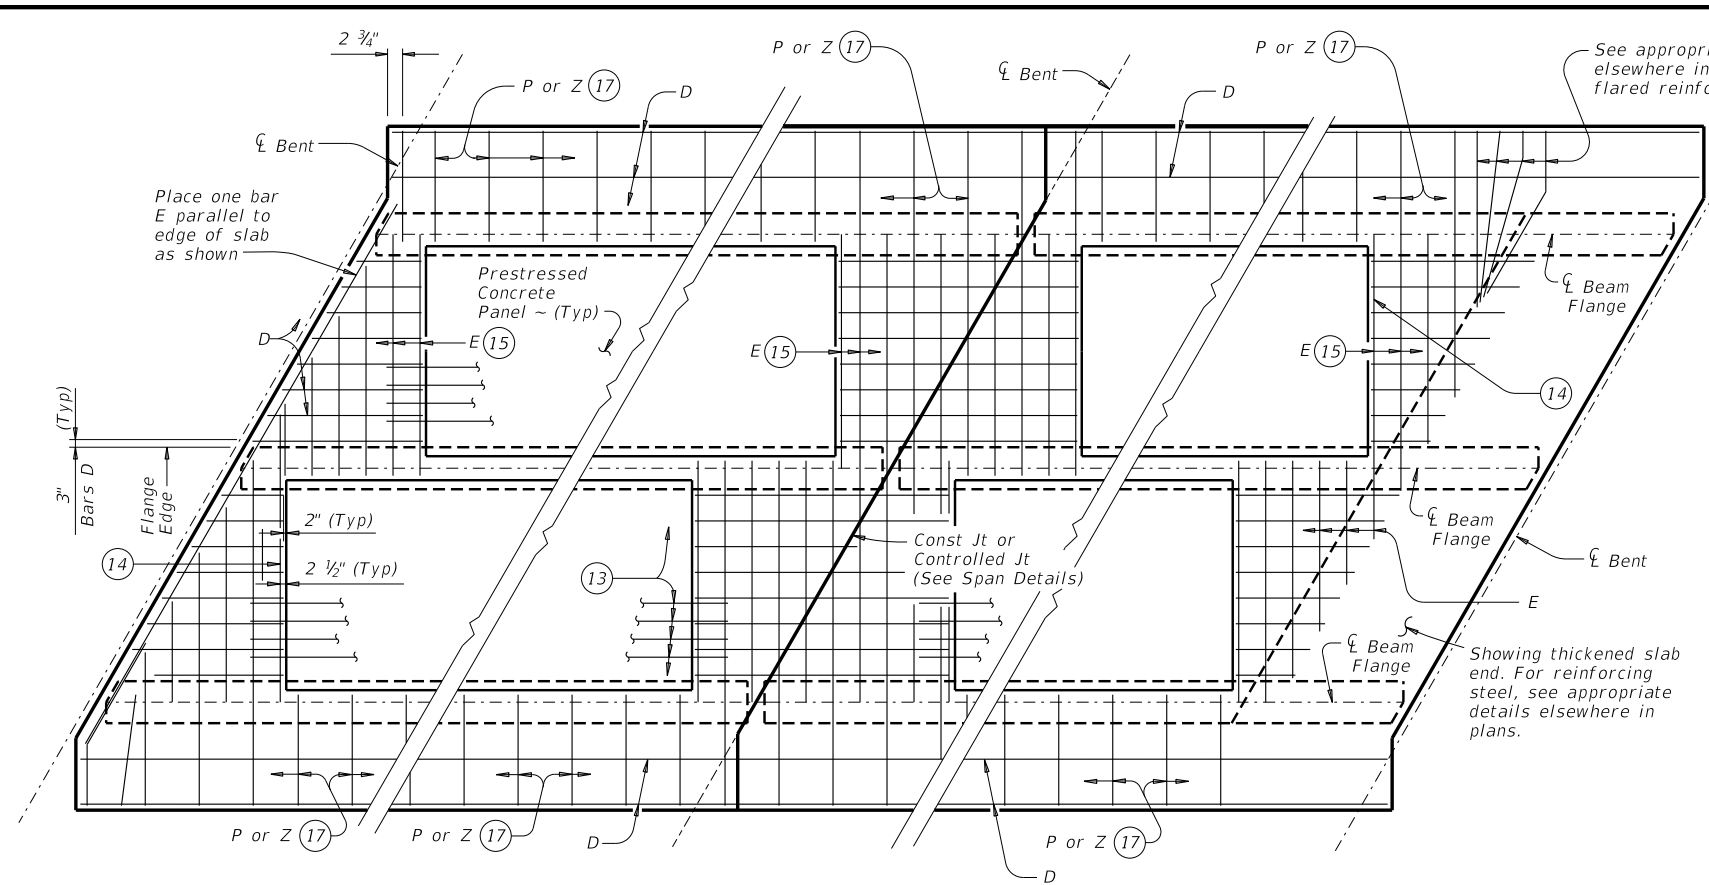 2 ¾"
P or Z 17
P or Z 17
P or Z 17
See
elsewhere in
flared
℄ Bent
D
D
℄ Bent
Place one bar
E parallel to
edge of slab
as shown
Prestressed
Concrete
Panel ~ (Typ)
℄ Beam
Flange
D
E 15
E 15
E 15
14
(Typ)
3"
Bars D
Flange
Edge
2" (Typ)
℄ Beam
Flange
Const Jt or
Controlled Jt
(See Span Details)
℄ Bent
14
2 ½" (Typ)
13
E
℄ Beam
Flange
Showing thickened slab
end. For reinforcing
steel, see appropriate
details elsewhere in
plans.
P or Z 17
P or Z 17
D
P or Z 17
D